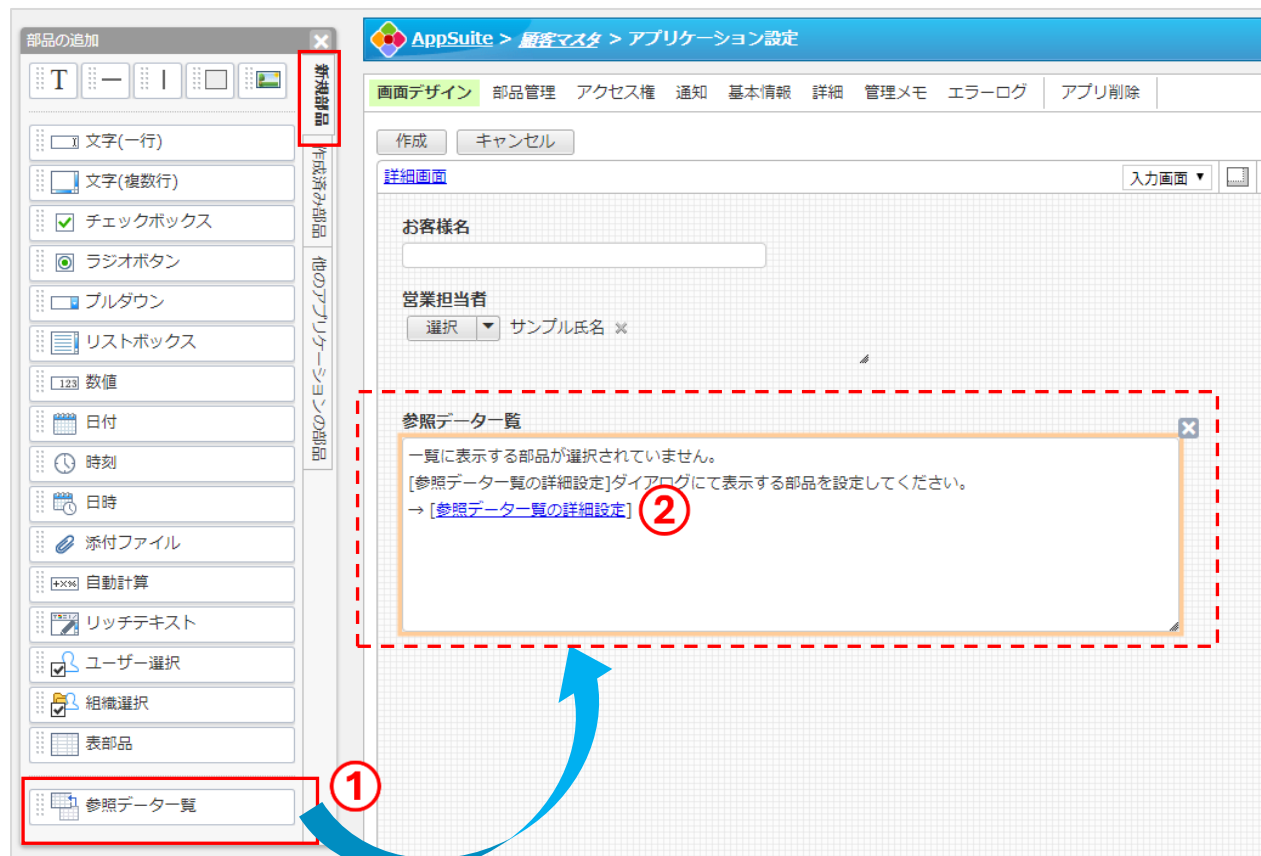 部品の追加
T
新規部品
作成済み部品
他のアプリケーションの部品
文字(一行)
文字(複数行)
チェックボックス
ラジオボタン
プルダウン
リストボックス
123 数値
日付
時刻
日時
添付ファイル
+×% 自動計算
リッチテキスト
ユーザー選択
組織選択
表部品
参照データ一覧
①
AppSuite > 顧客マスタ > アプリケーション設定
画面デザイン 部品管理 アクセス権 通知 基本情報 詳細 管理メモ エラーログ アプリ削除
作成 キャンセル
詳細画面 入力画面 ▼
お客様名
営業担当者
選択 ▼ サンプル氏名 ×
参照データ一覧
一覧に表示する部品が選択されていません。
[参照データ一覧の詳細設定]ダイアログにて表示する部品を設定してください。
→ [参照データ一覧の詳細設定] ②